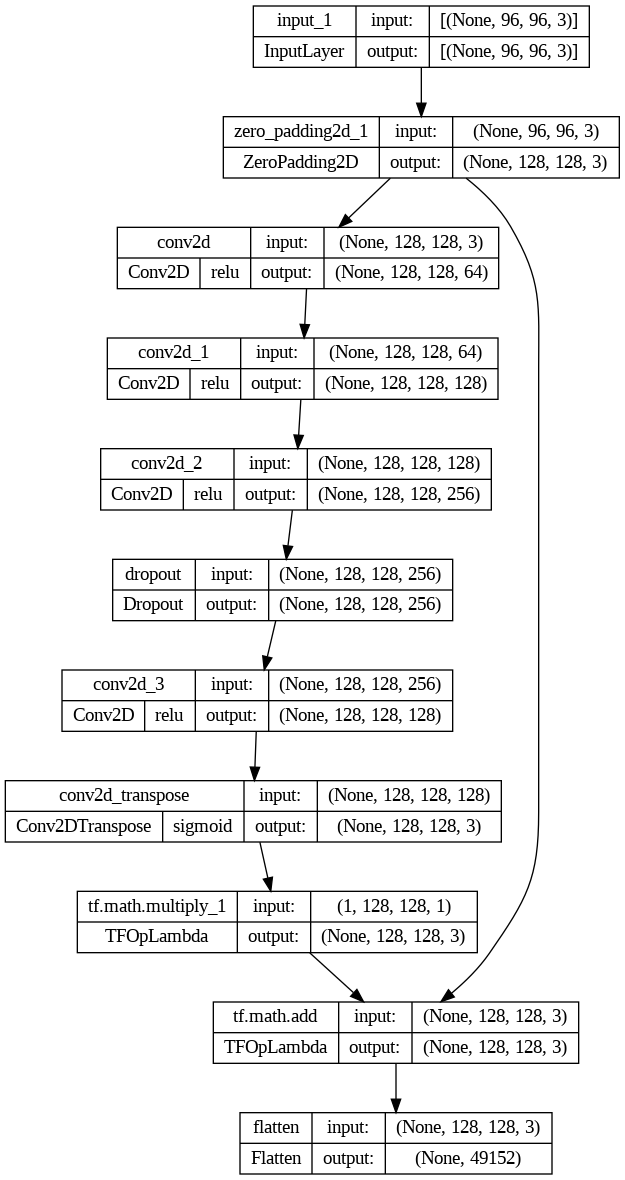 input_1 input: [(None, 96, 96, 3)]
InputLayer output: [(None, 96, 96, 3)]
zero_padding2d_1 input: (None, 96, 96, 3)
ZeroPadding2D output: (None, 128, 128, 3)
conv2d input: (None, 128, 128, 3)
Conv2D relu output: (None, 128, 128, 64)
conv2d_1 input: (None, 128, 128, 64)
Conv2D relu output: (None, 128, 128, 128)
conv2d_2 input: (None, 128, 128, 128)
Conv2D relu output: (None, 128, 128, 256)
dropout input: (None, 128, 128, 256)
Dropout output: (None, 128, 128, 256)
conv2d_3 input: (None, 128, 128, 256)
Conv2D relu output: (None, 128, 128, 128)
conv2d_transpose input: (None, 128, 128, 128)
Conv2DTranspose sigmoid output: (None, 128, 128, 3)
tf.math.multiply_1 input: (1, 128, 128, 1)
TFOpLambda output: (None, 128, 128, 3)
tf.math.add input: (None, 128, 128, 3)
TFOpLambda output: (None, 128, 128, 3)
flatten input: (None, 128, 128, 3)
Flatten output: (None, 49152)